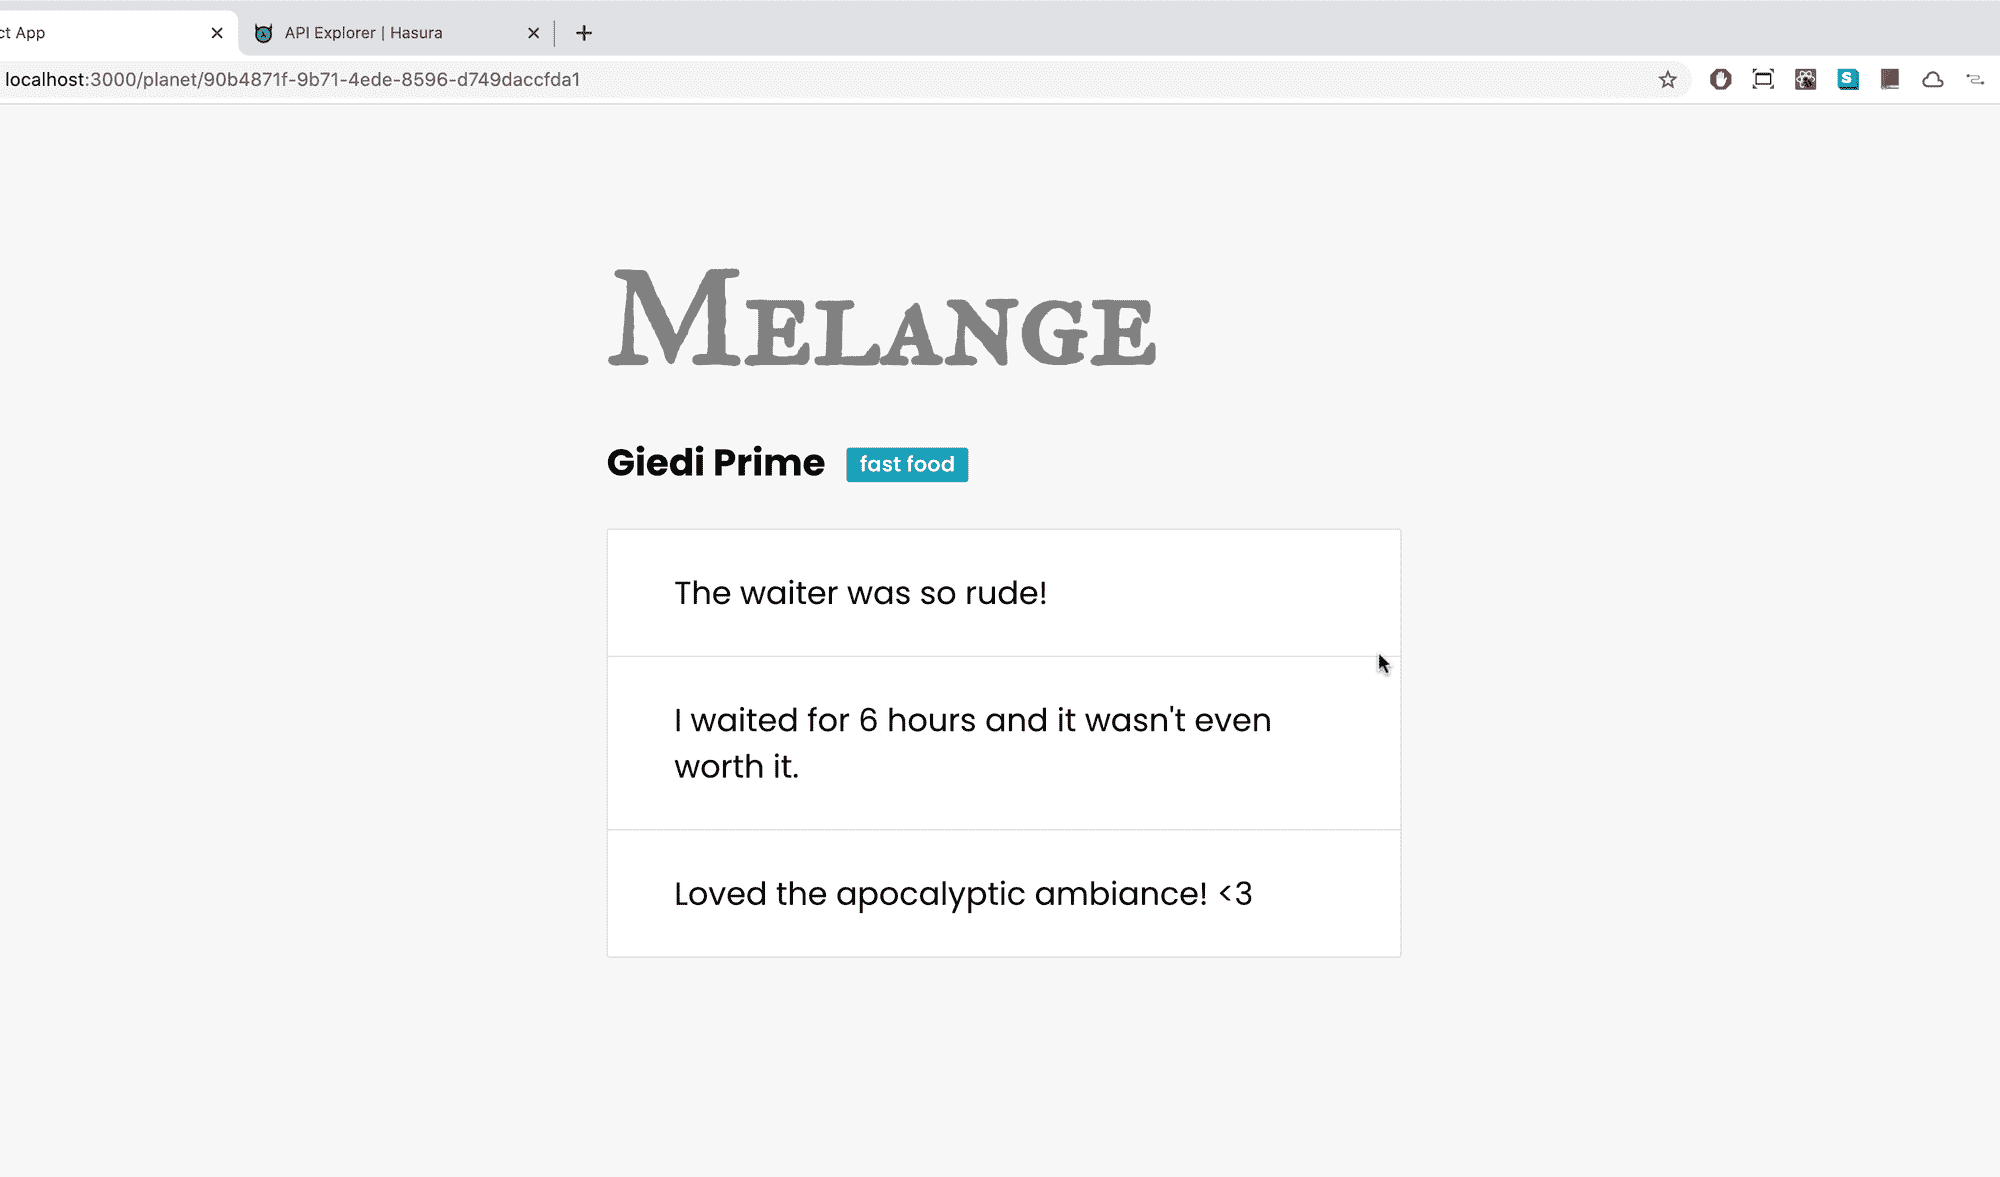 ct App
API Explorer | Hasura
localhost:3000/planet/90b4871f-9b71-4ede-8596-d749daccfda1
S
Melange
Giedi Prime fast food
The waiter was so rude!
I waited for 6 hours and it wasn't even
worth it.
Loved the apocalyptic ambiance! <3